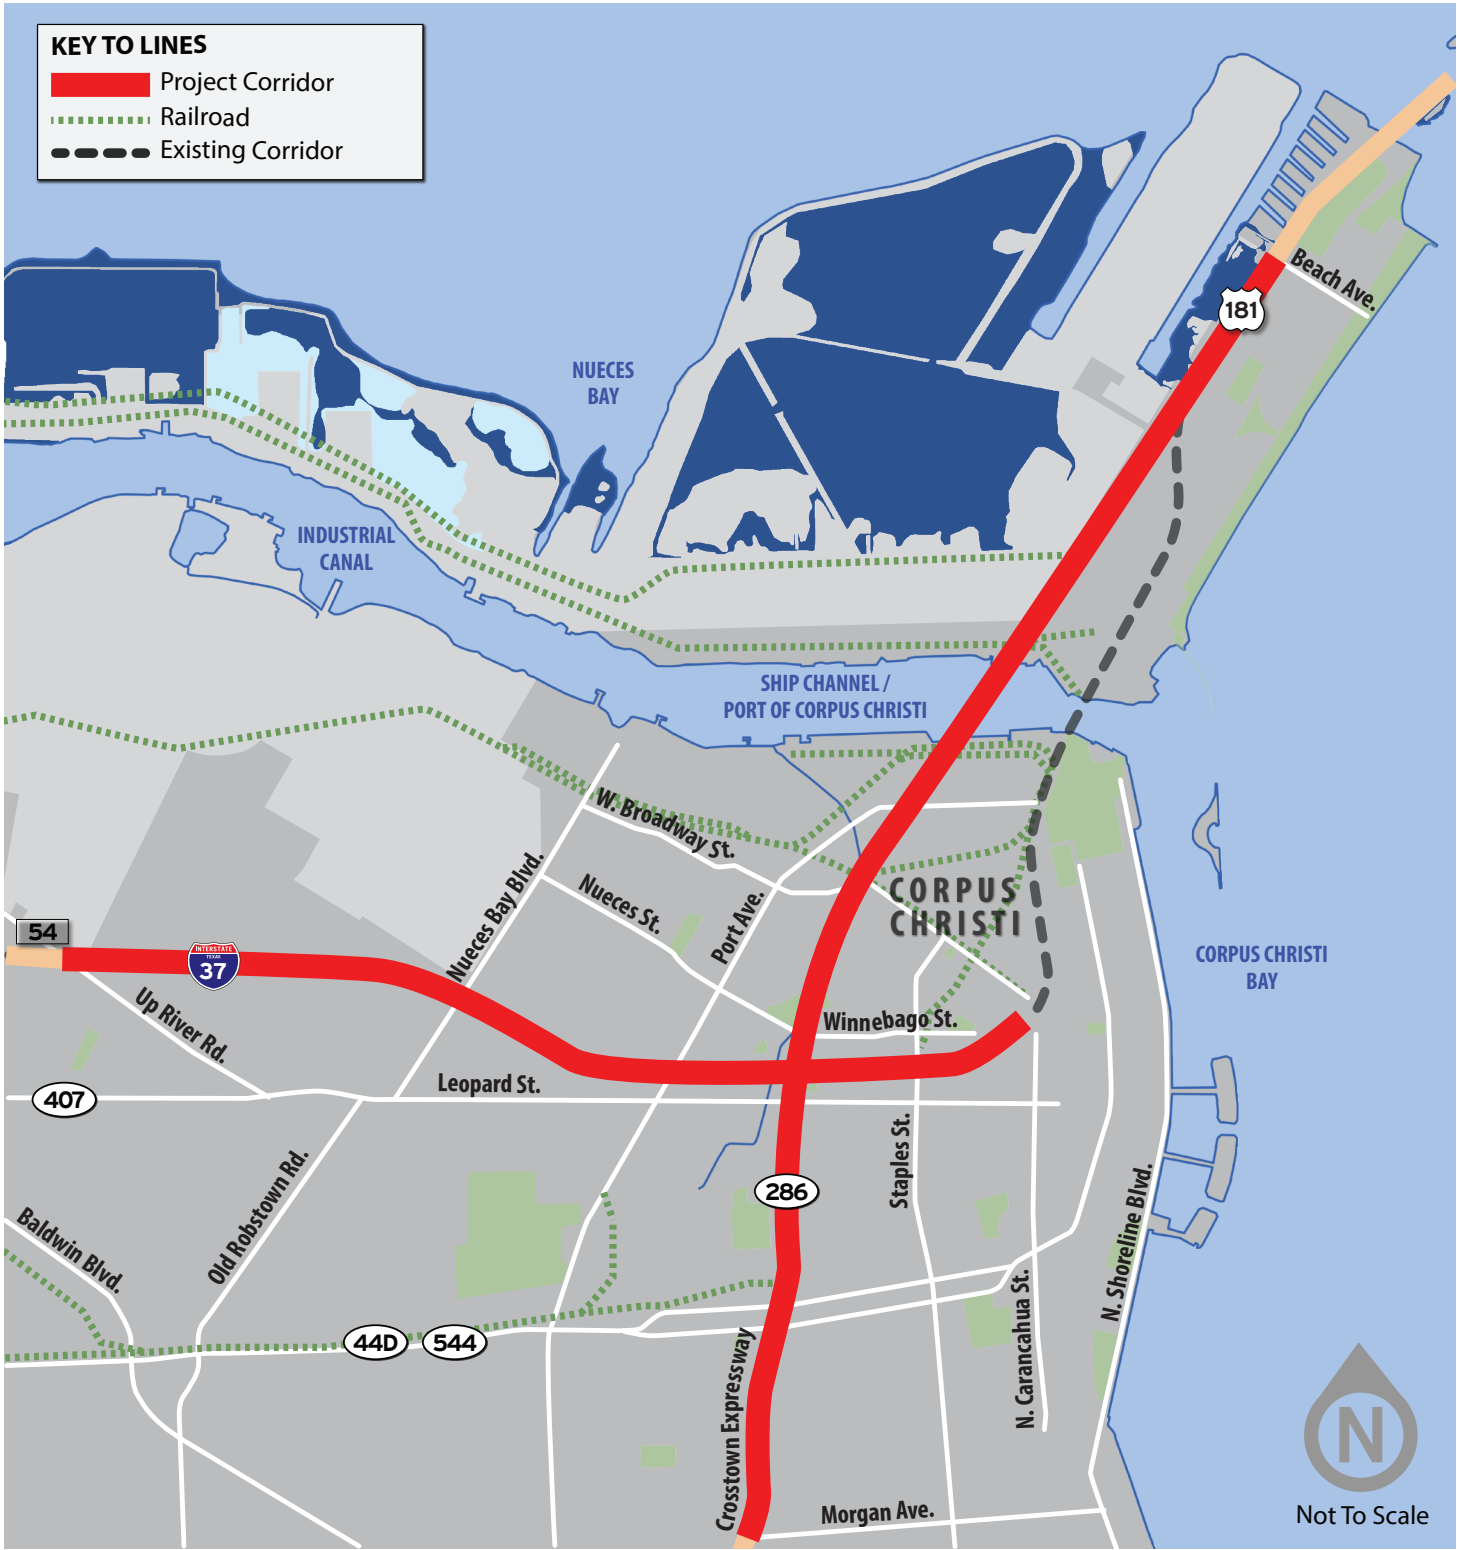 KEY TO LINES
Project Corridor
Railroad
Existing Corridor
Beach Ave.
181
NUECES
BAY
INDUSTRIAL
CANAL
SHIP CHANNEL /
PORT OF CORPUS CHRISTI
W. Broadway St.
Nueces Bay Blvd.
Nueces St.
Port Ave.
CORPUS
CHRISTI
54
INTERSTATE
TEXAS
37
CORPUS CHRISTI
BAY
Up River Rd.
Winnebago St.
Leopard St.
407
Staples St.
286
Old Robstown Rd.
Baldwin Blvd.
N. Shoreline Blvd.
N. Carancahua St.
44D
544
Crosstown Expressway
Morgan Ave.
N
Not To Scale